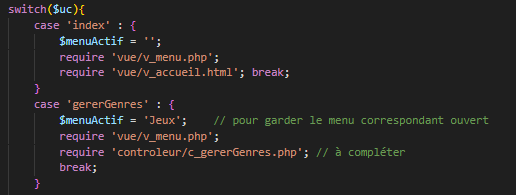 switch($uc){
    case 'index' : {
        $menuActif = '';
        require 'vue/v_menu.php';
        require 'vue/v_accueil.html'; break;
    }
    case 'gererGenres' : {
        $menuActif = 'Jeux';    // pour garder le menu correspondant ouvert
        require 'vue/v_menu.php';
        require 'controleur/c_gererGenres.php'; // à compléter
        break;
    }